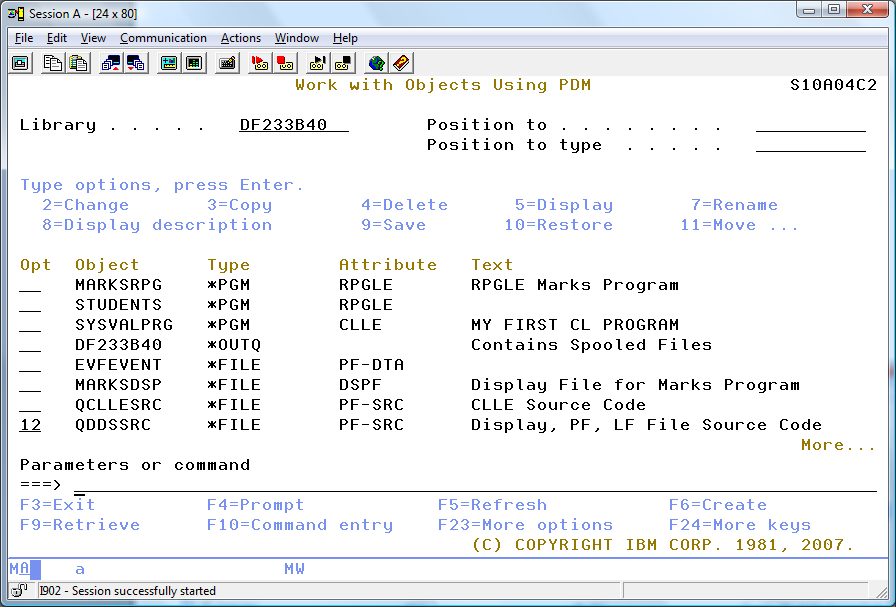 Session A - [24 x 80]
File Edit View Communication Actions Window Help
Work with Objects Using PDM S10A04C2
Library . . . . . DF233B40 Position to . . . . . . . .
Position to type . . . . .
Type options, press Enter.
2=Change 3=Copy 4=Delete 5=Display 7=Rename
8=Display description 9=Save 10=Restore 11=Move ...
Opt Object Type Attribute Text
MARKSRPG *PGM RPGLE RPGLE Marks Program
STUDENTS *PGM RPGLE
SYSVALPRG *PGM CLLE MY FIRST CL PROGRAM
DF233B40 *OUTQ Contains Spooled Files
EVFEVENT *FILE PF-DTA
MARKSDSP *FILE DSPF Display File for Marks Program
QCLLESRC *FILE PF-SRC CLLE Source Code
12 QDDSSRC *FILE PF-SRC Display, PF, LF File Source Code
More...
Parameters or command
===>
F3=Exit F4=Prompt F5=Refresh F6=Create
F9=Retrieve F10=Command entry F23=More options F24=More keys
(C) COPYRIGHT IBM CORP. 1981, 2007.
MA a MW
I902 - Session successfully started